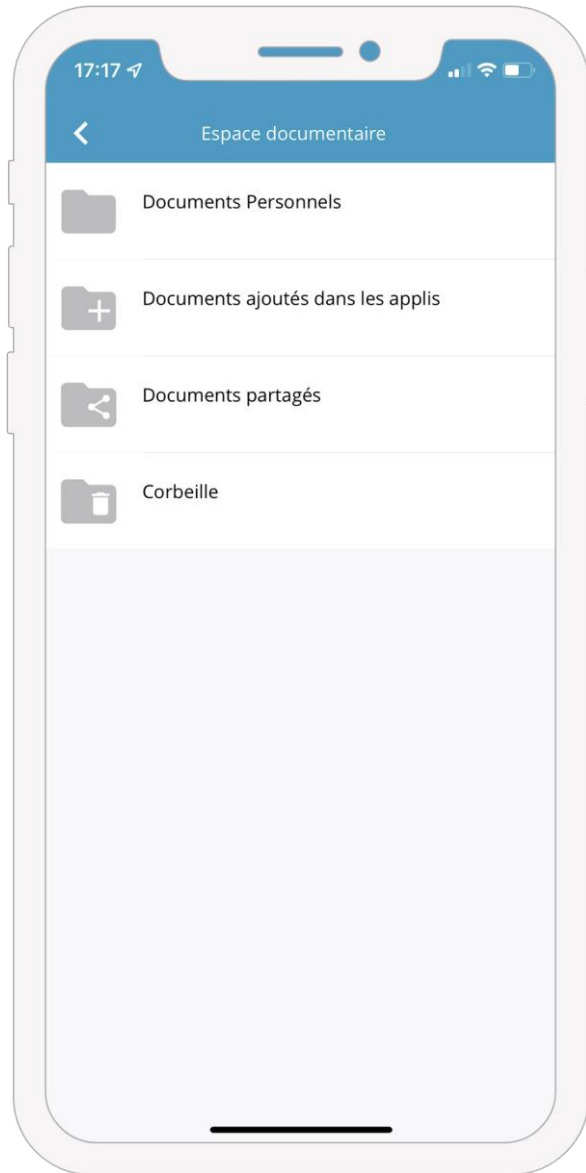 17:17
Espace documentaire
Documents Personnels
Documents ajoutés dans les applis
Documents partagés
Corbeille